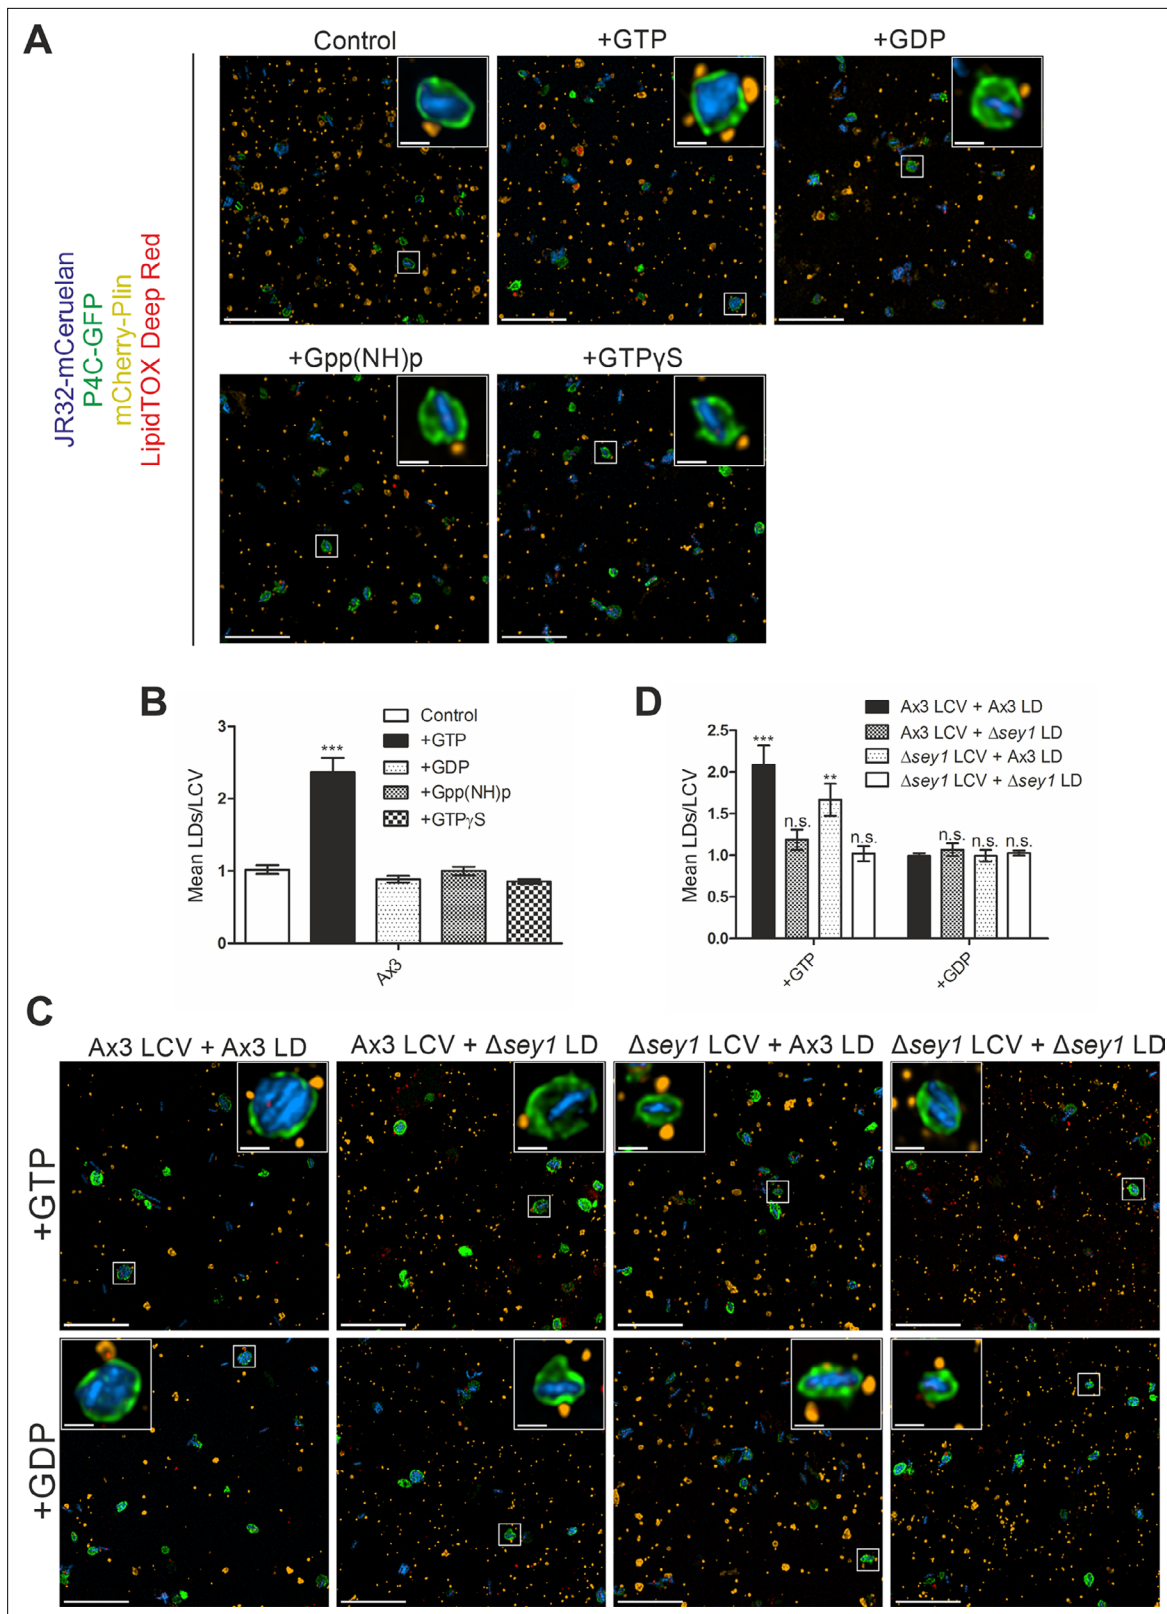 A
Control
+GTP
+GDP
JR32-mCeruelan
P4C-GFP
mCherry-Plin
LipidTOX Deep Red
+Gpp(NH)p
+GTPγS
B
Mean LDs/LCV
3
2
1
0
***
Control
+GTP
+GDP
+Gpp(NH)p
+GTPγS
Ax3
D
Mean LDs/LCV
2.5
2.0
1.5
1.0
0.5
0.0
Ax3 LCV + Ax3 LD
Ax3 LCV + Δsey1 LD
Δsey1 LCV + Ax3 LD
Δsey1 LCV + Δsey1 LD
***
n.s.
**
n.s.
n.s.
n.s.
n.s.
+GTP
+GDP
C
Ax3 LCV + Ax3 LD
Ax3 LCV + Δsey1 LD
Δsey1 LCV + Ax3 LD
Δsey1 LCV + Δsey1 LD
+GTP
+GDP